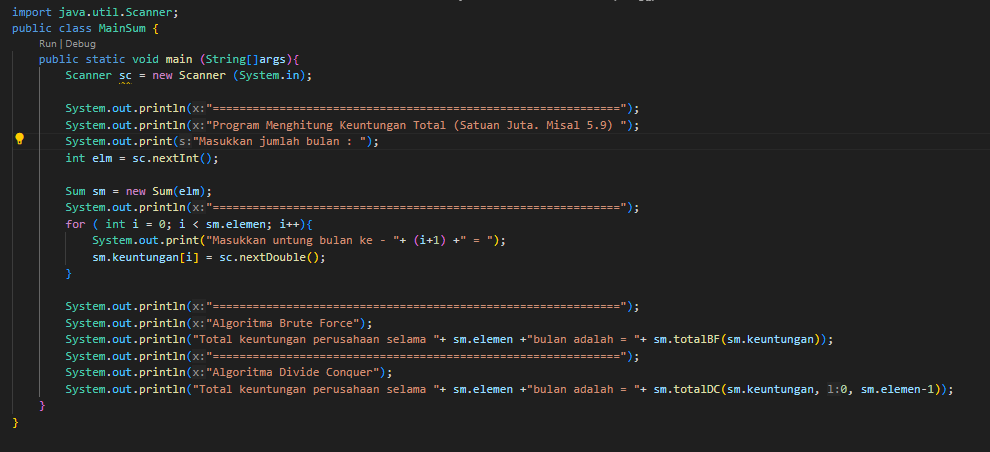 import java.util.Scanner;
public class MainSum {
Run | Debug
public static void main (String[]args){
Scanner sc = new Scanner (System.in);
System.out.println(x:"=============================================================");
System.out.println(x:"Program Menghitung Keuntungan Total (Satuan Juta. Misal 5.9) ");
System.out.print(s:"Masukkan jumlah bulan : ");
int elm = sc.nextInt();
Sum sm = new Sum(elm);
System.out.println(x:"=============================================================");
for ( int i = 0; i < sm.elemen; i++){
System.out.print("Masukkan untung bulan ke - "+ (i+1) +" = ");
sm.keuntungan[i] = sc.nextDouble();
}
System.out.println(x:"=============================================================");
System.out.println(x:"Algoritma Brute Force");
System.out.println("Total keuntungan perusahaan selama "+ sm.elemen +"bulan adalah = "+ sm.totalBF(sm.keuntungan));
System.out.println(x:"=============================================================");
System.out.println(x:"Algoritma Divide Conquer");
System.out.println("Total keuntungan perusahaan selama "+ sm.elemen +"bulan adalah = "+ sm.totalDC(sm.keuntungan, l:0, sm.elemen-1));
}
}